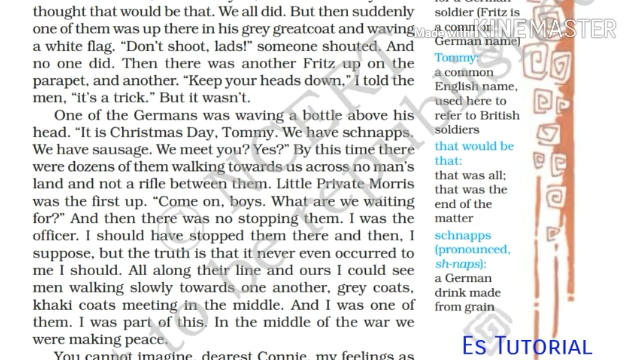 thought that would be that. We all did. But then suddenly
one of them was up there in his grey greatcoat and waving
a white flag. “Don’t shoot, lads!” someone shouted. And
no one did. Then there was another Fritz up on the
parapet, and another. “Keep your heads down,” I told the
men, “it’s a trick.” But it wasn’t.
One of the Germans was waving a bottle above his
head. “It is Christmas Day, Tommy. We have schnapps.
We have sausage. We meet you? Yes?” By this time there
were dozens of them walking towards us across no man’s
land and not a rifle between them. Little Private Morris
was the first up. “Come on, boys. What are we waiting
for?” And then there was no stopping them. I was the
officer. I should have stopped them there and then, I
suppose, but the truth is that it never even occurred to
me I should. All along their line and ours I could see
men walking slowly towards one another, grey coats,
khaki coats meeting in the middle. And I was one of
them. I was part of this. In the middle of the war we
were making peace.
You cannot imagine, dearest Connie, my feelings as
for a German
soldier (Fritz is
a common
German name)
Tommy:
a common
English name,
used here to
refer to British
soldiers
that would be
that:
that was all;
that was the
end of the
matter
schnapps
(pronounced,
sh-naps):
a German
drink made
from grain
Made with KINEMASTER
© NCERT
to be republished
Es Tutorial